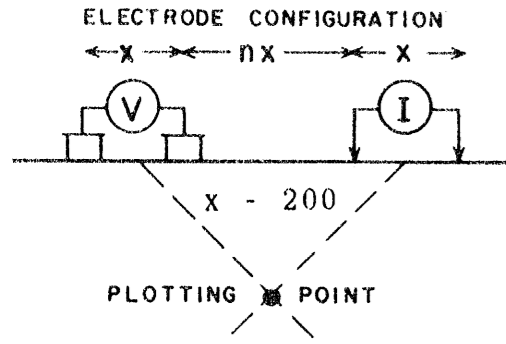 ELECTRODE CONFIGURATION
x nx x
V I
x - 200
PLOTTING POINT